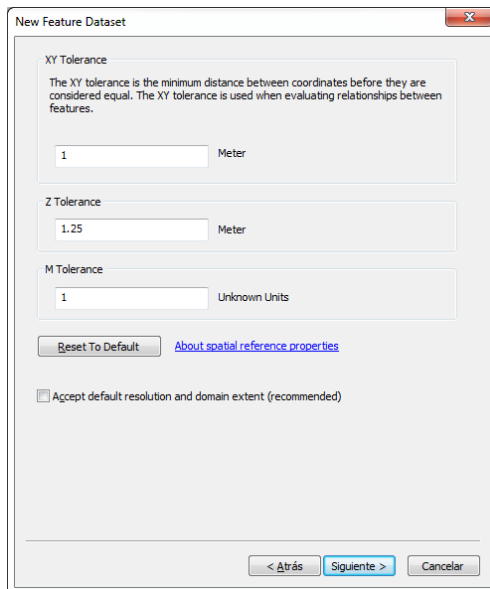 New Feature Dataset
XY Tolerance
The XY tolerance is the minimum distance between coordinates before they are
considered equal. The XY tolerance is used when evaluating relationships between
features.
1 Meter
Z Tolerance
1.25 Meter
M Tolerance
1 Unknown Units
Reset To Default About spatial reference properties
Accept default resolution and domain extent (recommended)
< Atrás Siguiente > Cancelar